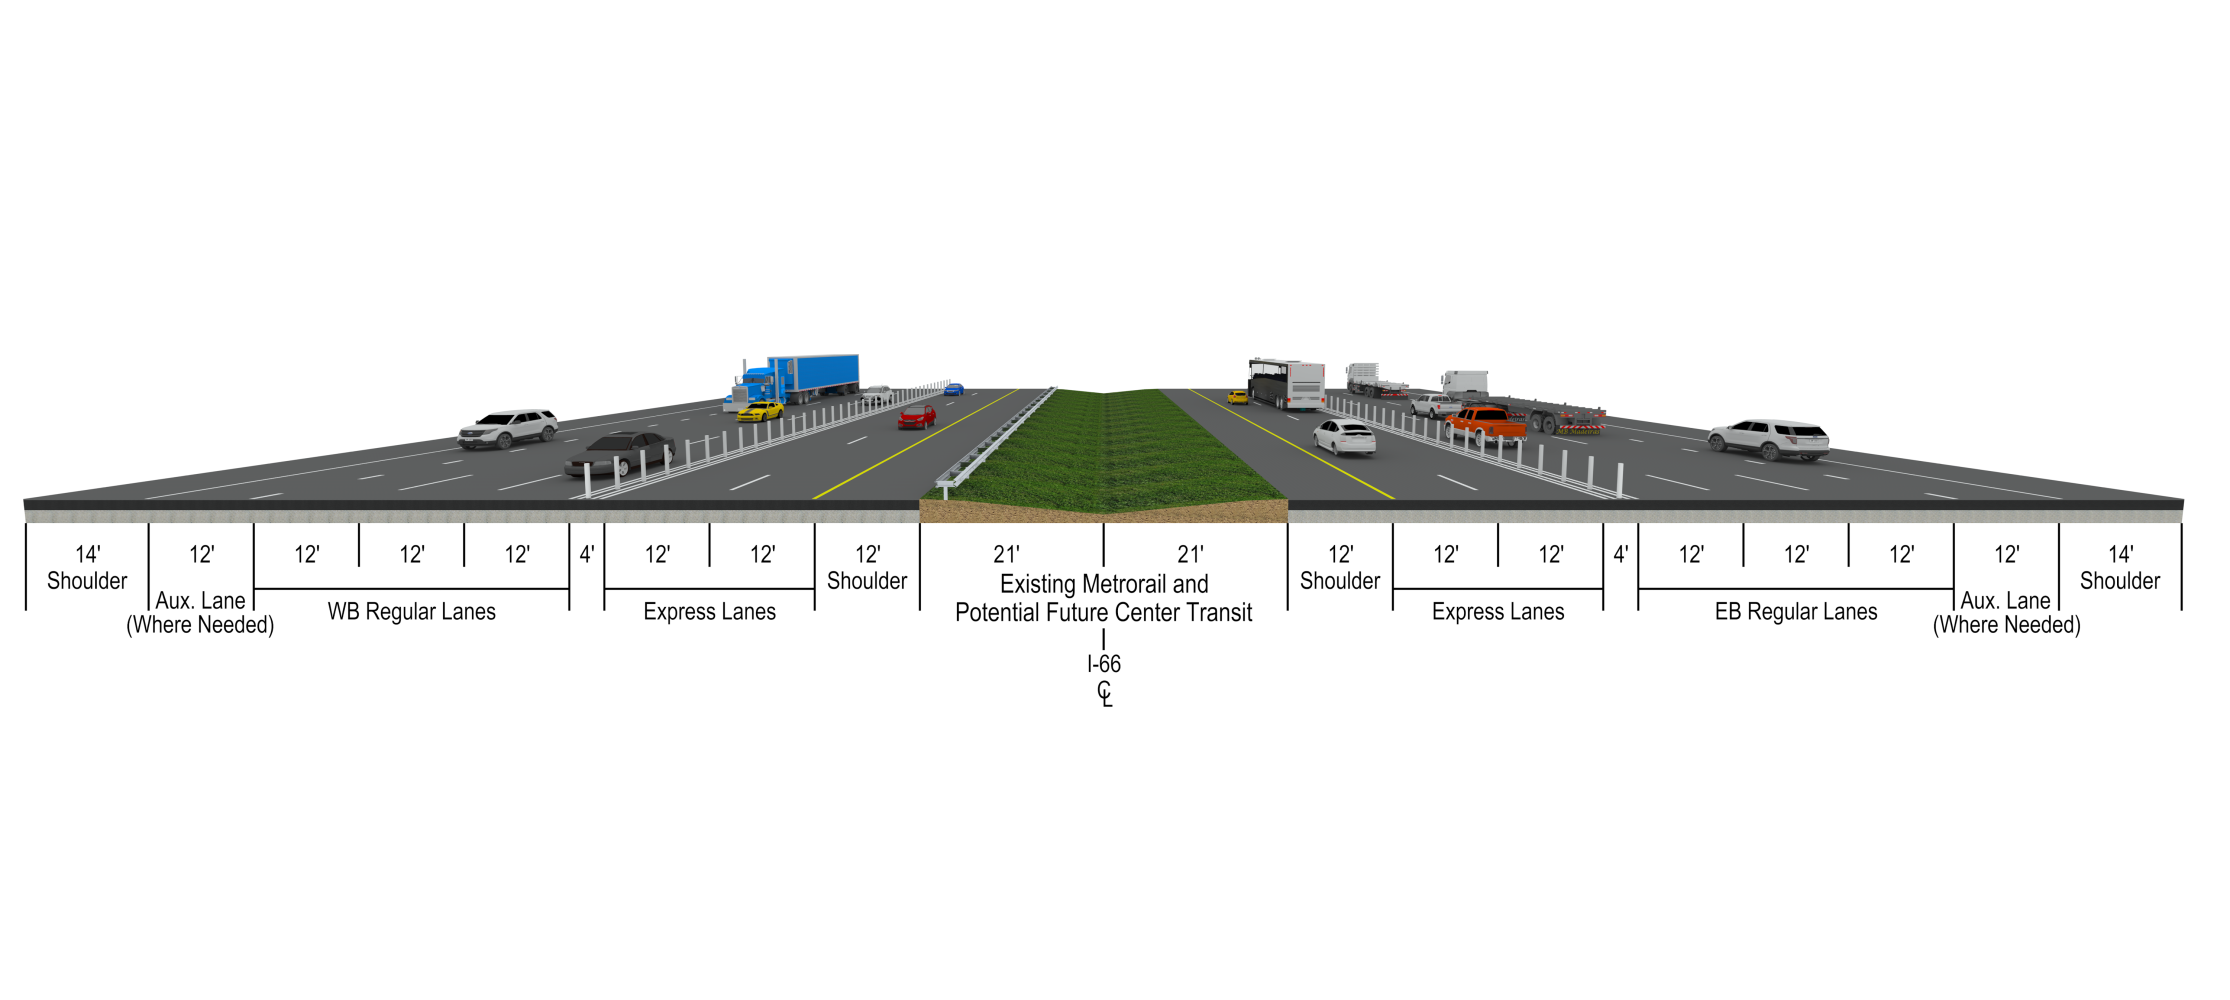 14' 12' 12' 12' 12' 4' 12' 12' 12' 21' 21' 12' 12' 12' 4' 12' 12' 12' 12' 14'
Shoulder Shoulder Existing Metrorail and Shoulder Shoulder
Aux. Lane WB Regular Lanes Express Lanes Potential Future Center Transit Express Lanes EB Regular Lanes Aux. Lane
(Where Needed) (Where Needed)
I-66
℄